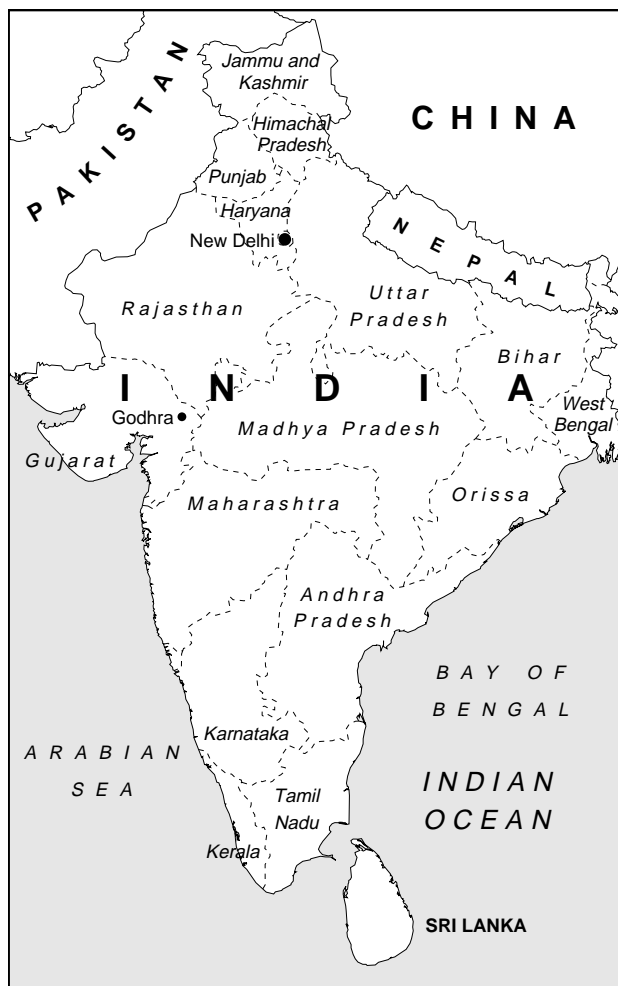 Jammu and
Kashmir
CHINA
PAKISTAN
Himachal
Pradesh
Punjab
Haryana
New Delhi
NEPAL
Rajasthan
Uttar
Pradesh
Bihar
INDIA
West
Bengal
Godhra
Madhya Pradesh
Gujarat
Maharashtra
Orissa
Andhra
Pradesh
BAY OF
BENGAL
Karnataka
ARABIAN
SEA
INDIAN
OCEAN
Tamil
Nadu
Kerala
SRI LANKA